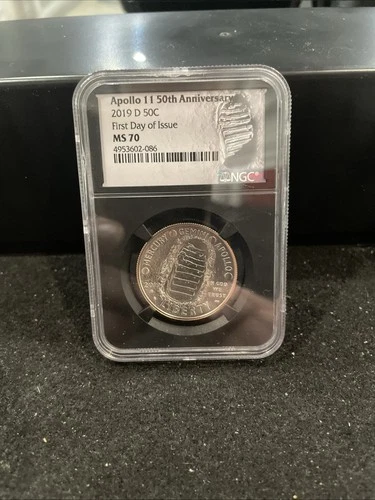 Apollo 11 50th Anniversary
2019 D 50C
First Day of Issue
MS 70
4953602-086
NGC
MERCURY GEMINI APOLLO
LIBERTY